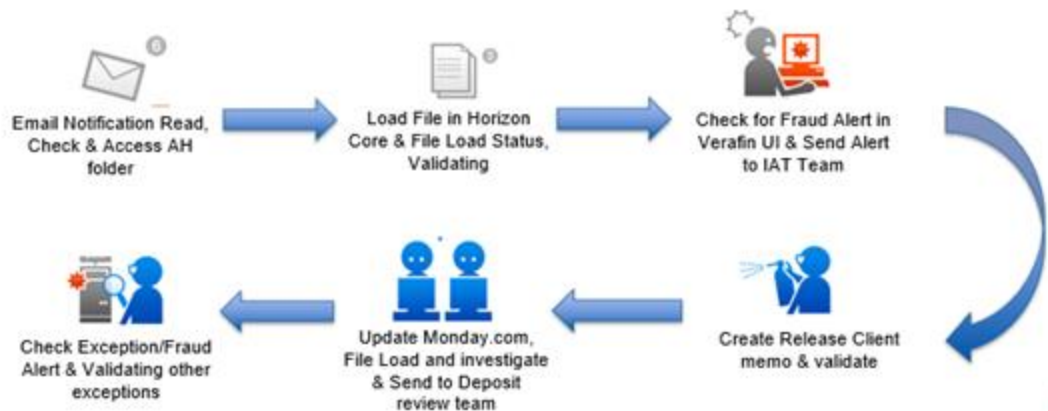 Email Notification Read,
Check & Access AH
folder
Load File in Horizon
Core & File Load Status,
Validating
Check for Fraud Alert in
Verafin UI & Send Alert
to IAT Team
Create Release Client
memo & validate
Update Monday.com,
File Load and investigate
& Send to Deposit
review team
Check Exception/Fraud
Alert & Validating other
exceptions